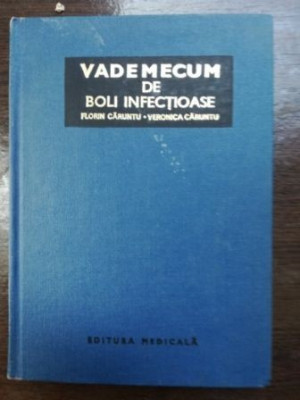 VADEMECUM
DE
BOLI INFECȚIOASE
FLORIN CĂRUNTU • VERONICA CĂRUNTU
EDITURA MEDICALĂ